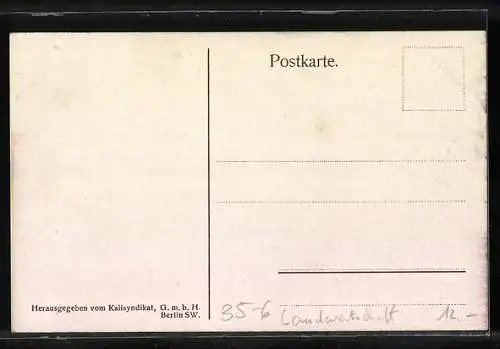 Postkarte.
Herausgegeben vom Kalisyndikat, G. m. b. H.
Berlin SW.
35-6 Landwirtschaft 12.-